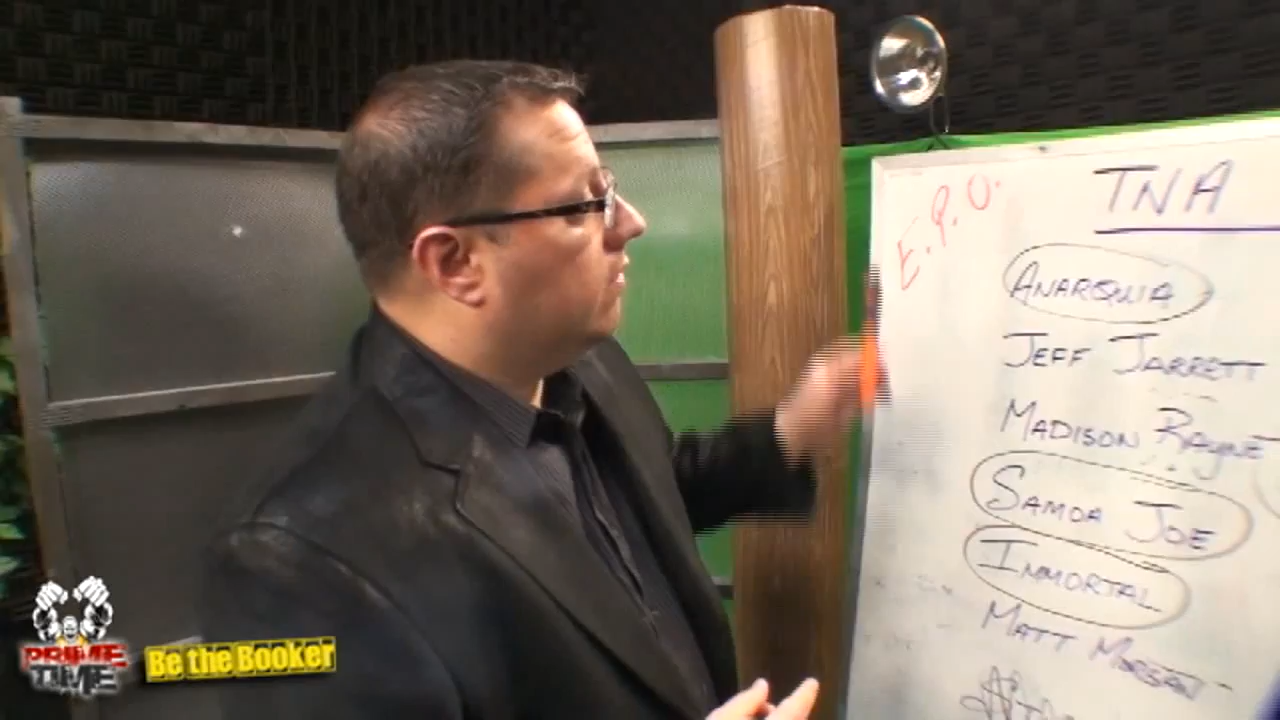 E.P.O.
TNA
ANARQUIA
JEFF JARRETT
MADISON RAYNE
SAMOA JOE
IMMORTAL
MATT MORGAN
PRIME
TIME
Be the Booker